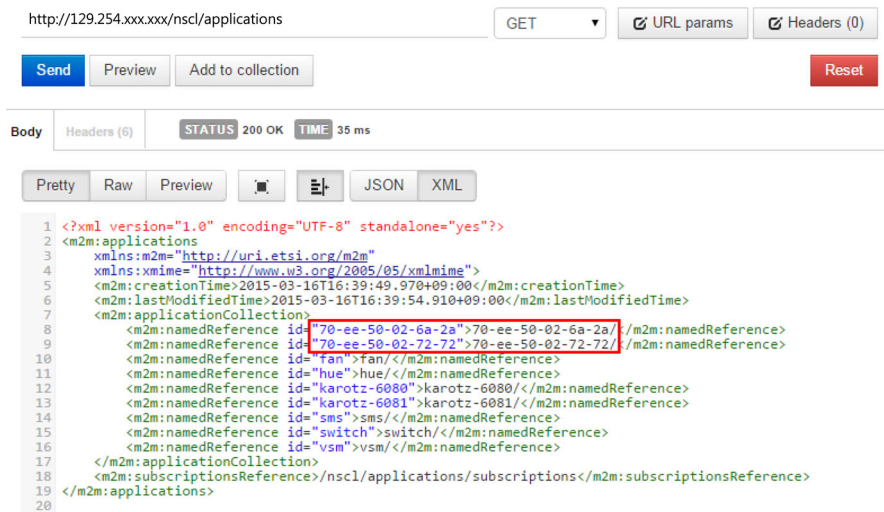 http://129.254.xxx.xxx/nscl/applications GET URL params Headers (0)
Send Preview Add to collection Reset
Body Headers (6) STATUS 200 OK TIME 35 ms
Pretty Raw Preview JSON XML
1 <?xml version="1.0" encoding="UTF-8" standalone="yes"?>
2 <m2m:applications
3 xmlns:m2m="http://uri.etsi.org/m2m"
4 xmlns:xmime="http://www.w3.org/2005/05/xmlmime">
5 <m2m:creationTime>2015-03-16T16:39:49.970+09:00</m2m:creationTime>
6 <m2m:lastModifiedTime>2015-03-16T16:39:54.910+09:00</m2m:lastModifiedTime>
7 <m2m:applicationCollection>
8 <m2m:namedReference id="70-ee-50-02-6a-2a">70-ee-50-02-6a-2a/</m2m:namedReference>
9 <m2m:namedReference id="70-ee-50-02-72-72">70-ee-50-02-72-72/</m2m:namedReference>
10 <m2m:namedReference id="fan">fan/</m2m:namedReference>
11 <m2m:namedReference id="hue">hue/</m2m:namedReference>
12 <m2m:namedReference id="karotz-6080">karotz-6080/</m2m:namedReference>
13 <m2m:namedReference id="karotz-6081">karotz-6081/</m2m:namedReference>
14 <m2m:namedReference id="sms">sms/</m2m:namedReference>
15 <m2m:namedReference id="switch">switch/</m2m:namedReference>
16 <m2m:namedReference id="vsm">vsm/</m2m:namedReference>
17 </m2m:applicationCollection>
18 <m2m:subscriptionsReference>/nscl/applications/subscriptions</m2m:subscriptionsReference>
19 </m2m:applications>
20